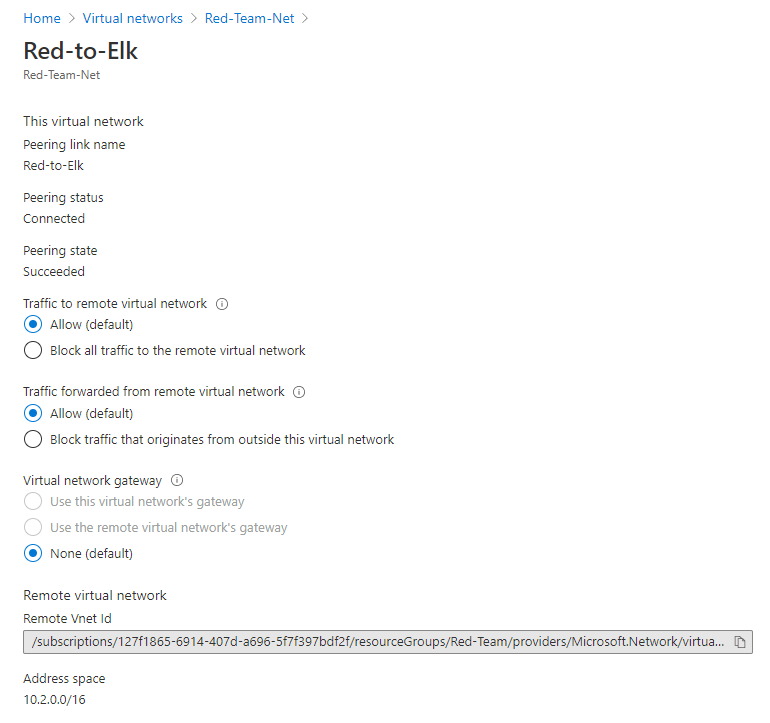 Home > Virtual networks > Red-Team-Net >
Red-to-Elk
Red-Team-Net
This virtual network
Peering link name
Red-to-Elk
Peering status
Connected
Peering state
Succeeded
Traffic to remote virtual network
Allow (default)
Block all traffic to the remote virtual network
Traffic forwarded from remote virtual network
Allow (default)
Block traffic that originates from outside this virtual network
Virtual network gateway
Use this virtual network's gateway
Use the remote virtual network's gateway
None (default)
Remote virtual network
Remote Vnet Id
/subscriptions/127f1865-6914-407d-a696-5f7f397bdf2f/resourceGroups/Red-Team/providers/Microsoft.Network/virtua...
Address space
10.2.0.0/16